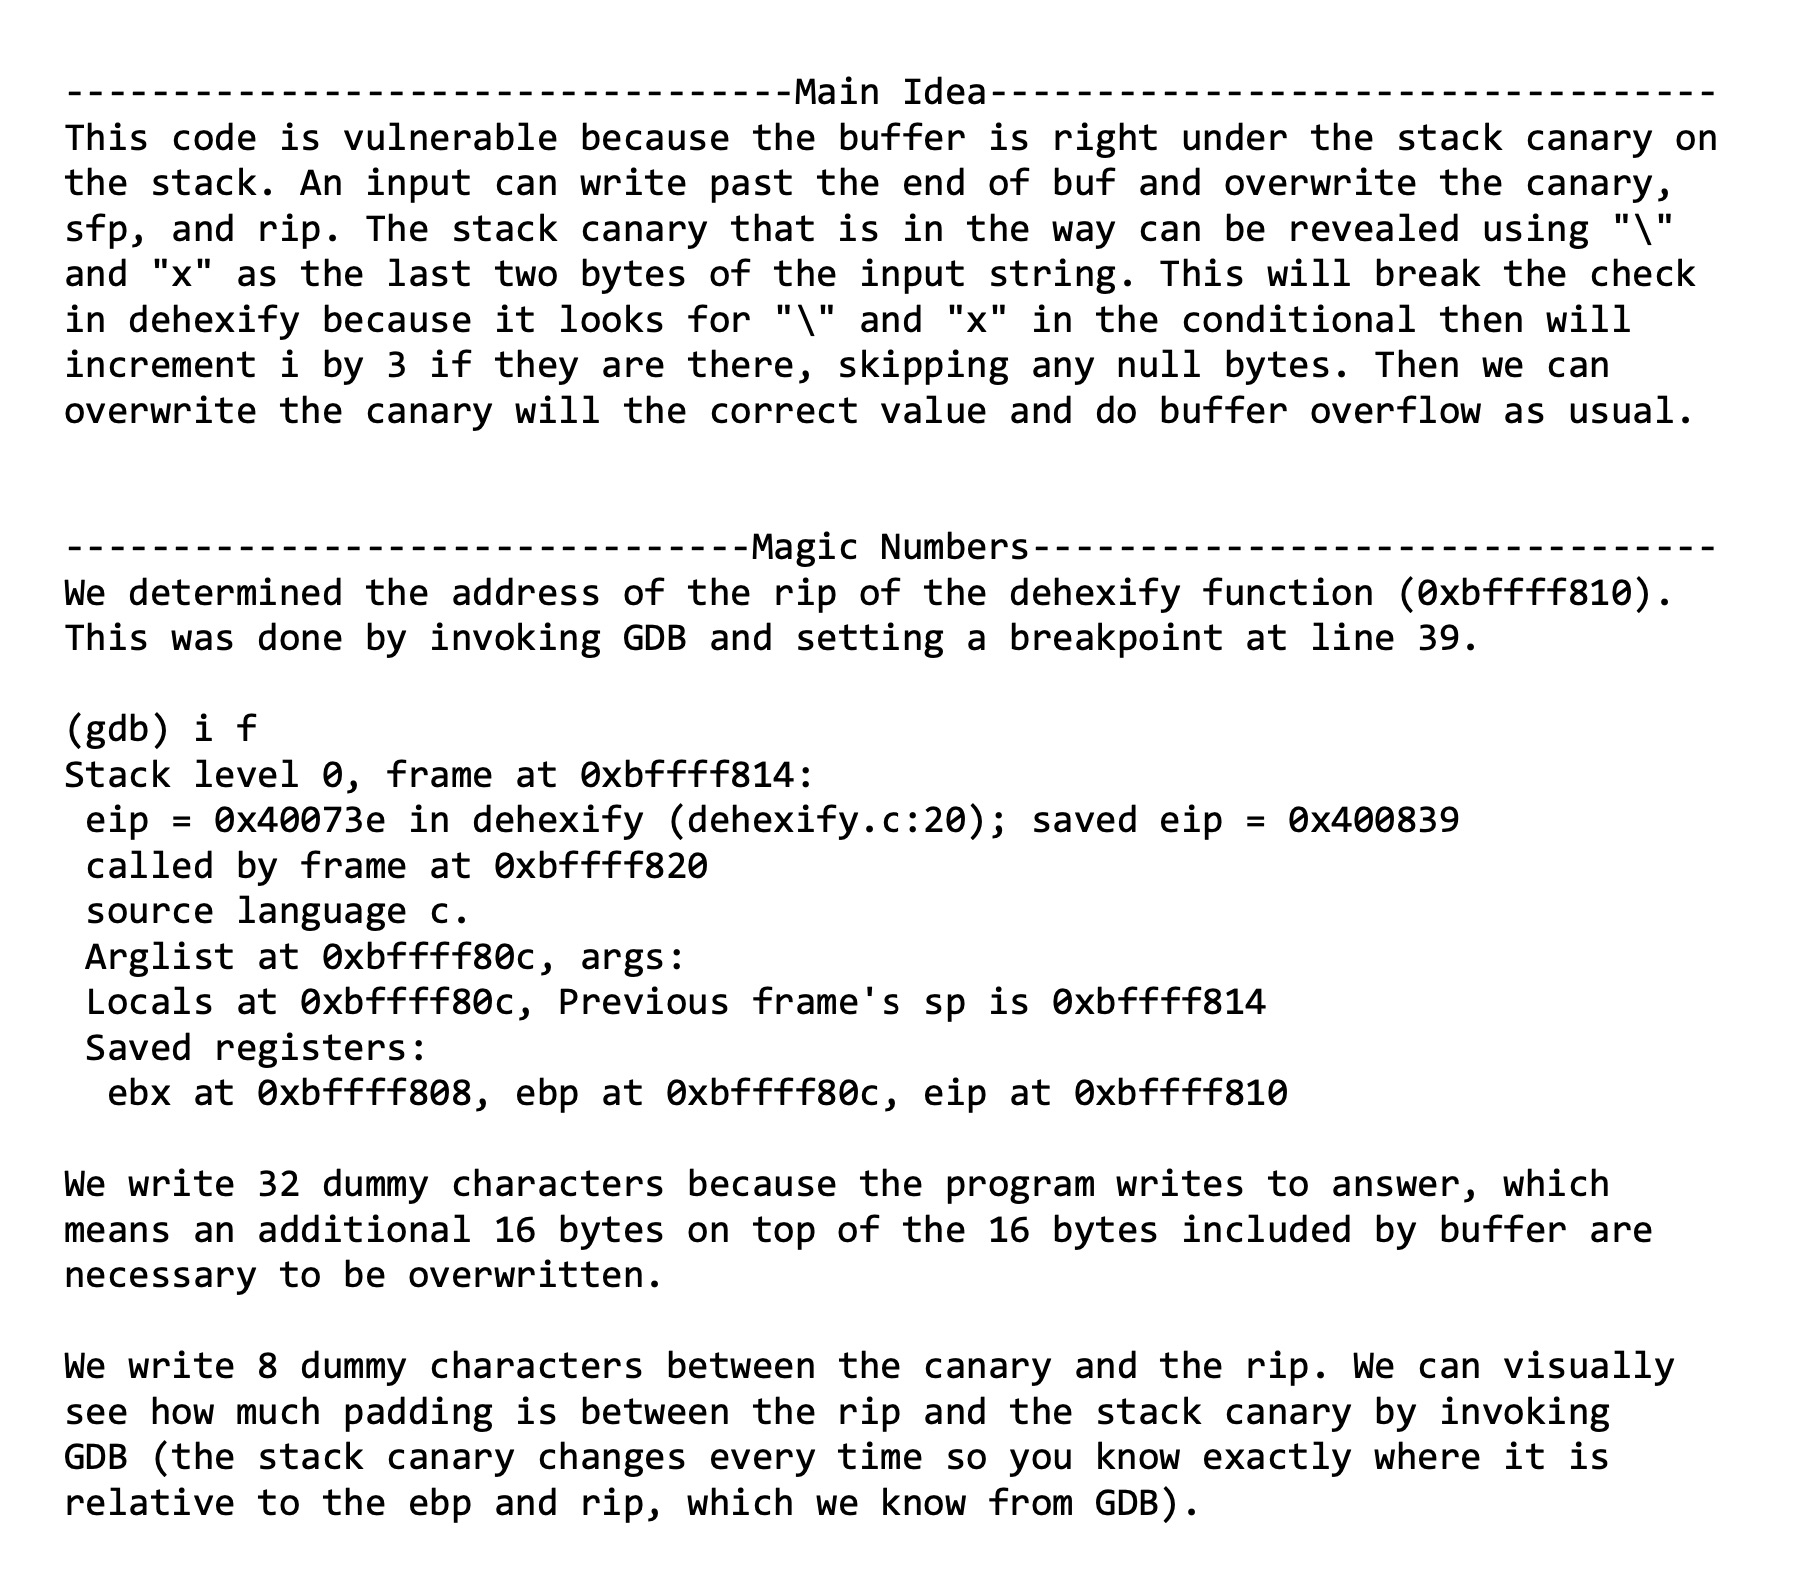 ----------------------------------Main Idea----------------------------------
This code is vulnerable because the buffer is right under the stack canary on
the stack. An input can write past the end of buf and overwrite the canary,
sfp, and rip. The stack canary that is in the way can be revealed using "\"
and "x" as the last two bytes of the input string. This will break the check
in dehexify because it looks for "\" and "x" in the conditional then will
increment i by 3 if they are there, skipping any null bytes. Then we can
overwrite the canary will the correct value and do buffer overflow as usual.
--------------------------------Magic Numbers--------------------------------
We determined the address of the rip of the dehexify function (0xbffff810).
This was done by invoking GDB and setting a breakpoint at line 39.
(gdb) i f
Stack level 0, frame at 0xbffff814:
 eip = 0x40073e in dehexify (dehexify.c:20); saved eip = 0x400839
 called by frame at 0xbffff820
 source language c.
 Arglist at 0xbffff80c, args:
 Locals at 0xbffff80c, Previous frame's sp is 0xbffff814
 Saved registers:
  ebx at 0xbffff808, ebp at 0xbffff80c, eip at 0xbffff810
We write 32 dummy characters because the program writes to answer, which
means an additional 16 bytes on top of the 16 bytes included by buffer are
necessary to be overwritten.
We write 8 dummy characters between the canary and the rip. We can visually
see how much padding is between the rip and the stack canary by invoking
GDB (the stack canary changes every time so you know exactly where it is
relative to the ebp and rip, which we know from GDB).